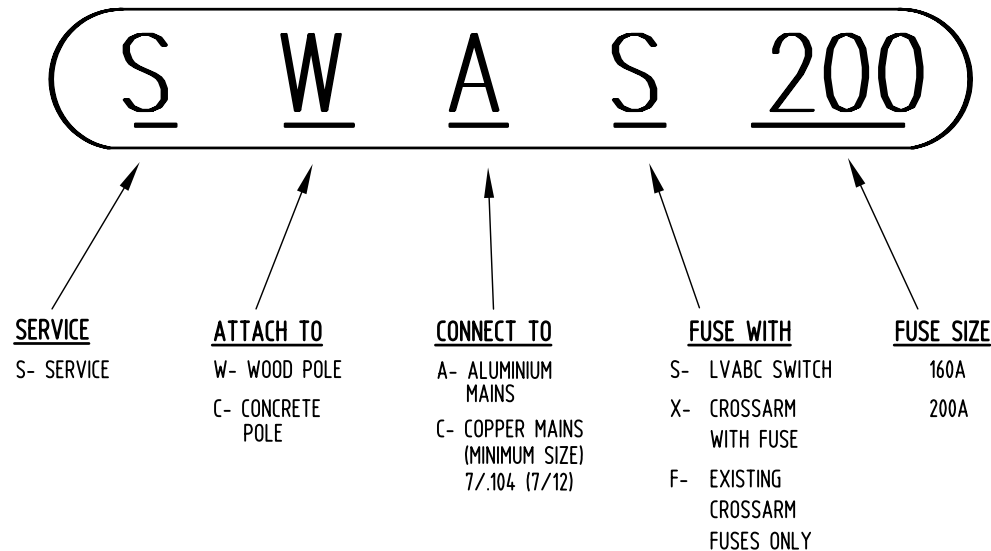 S W A S 200
SERVICE
S- SERVICE
ATTACH TO
W- WOOD POLE
C- CONCRETE
POLE
CONNECT TO
A- ALUMINIUM
MAINS
C- COPPER MAINS
(MINIMUM SIZE)
7/.104 (7/12)
FUSE WITH
S- LVABC SWITCH
X- CROSSARM
WITH FUSE
F- EXISTING
CROSSARM
FUSES ONLY
FUSE SIZE
160A
200A